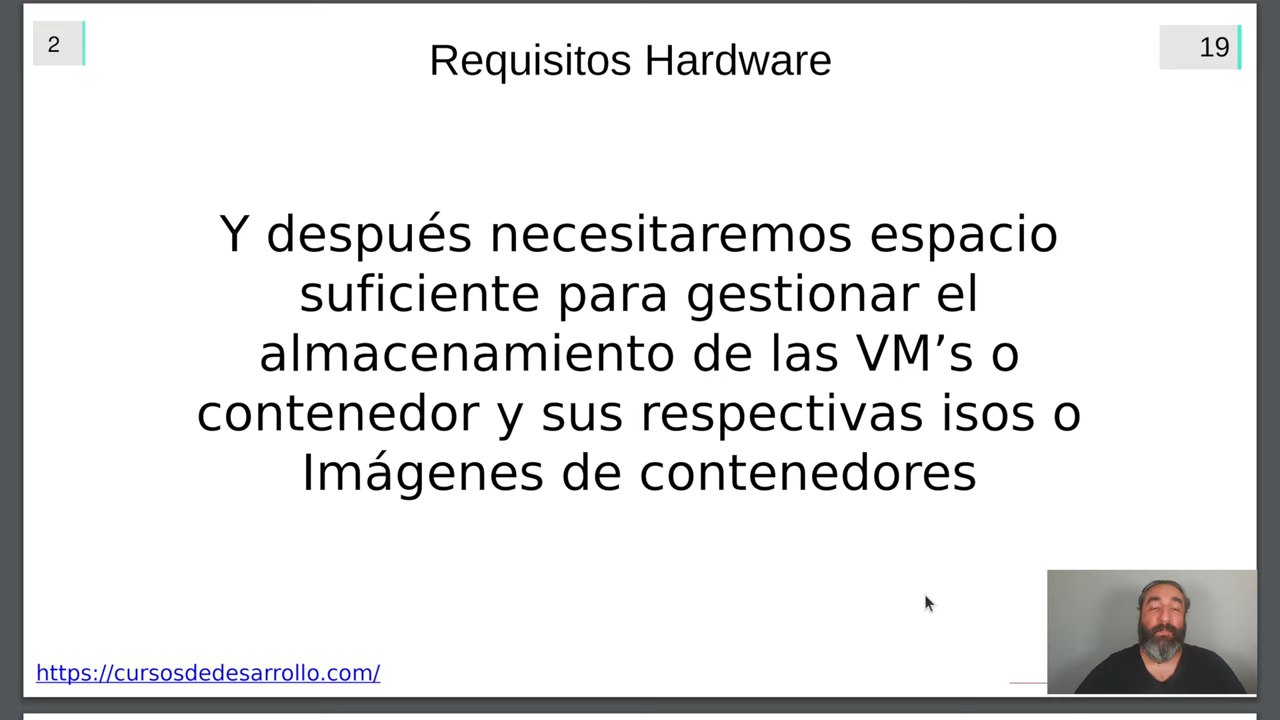 2
Requisitos Hardware
19
Y después necesitaremos espacio
suficiente para gestionar el
almacenamiento de las VM’s o
contenedor y sus respectivas isos o
Imágenes de contenedores
https://cursosdedesarrollo.com/